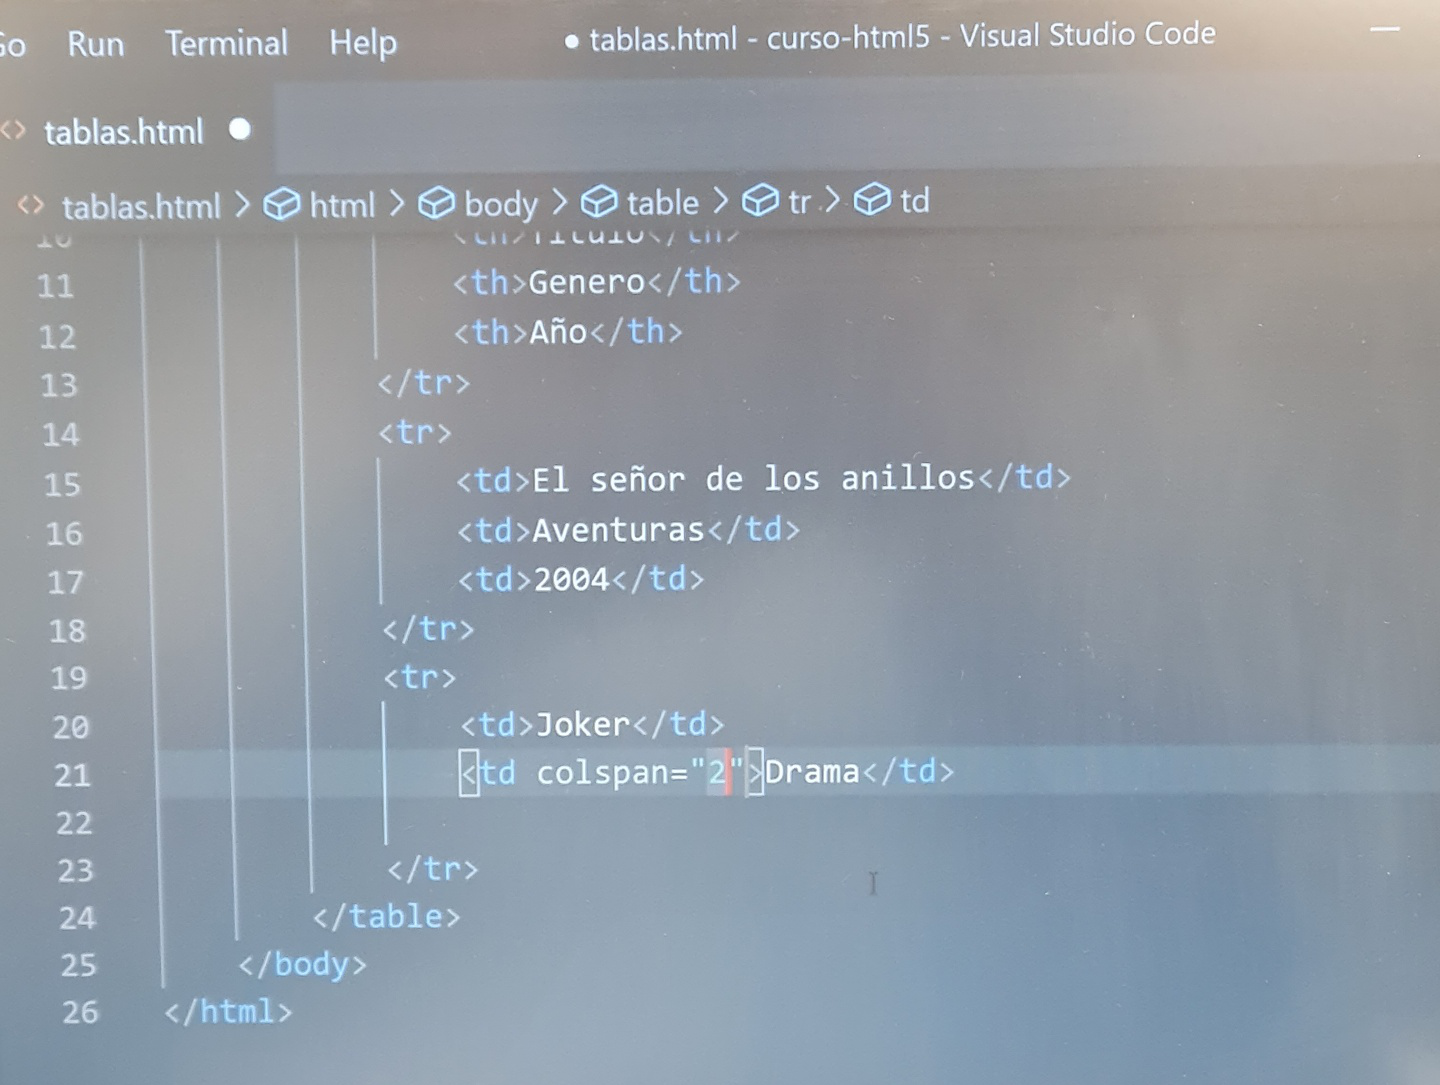 Go Run Terminal Help ● tablas.html - curso-html5 - Visual Studio Code
<> tablas.html ●
<> tablas.html > html > body > table > tr > td
10 <th>Titulo</th>
11 <th>Genero</th>
12 <th>Año</th>
13 </tr>
14 <tr>
15 <td>El señor de los anillos</td>
16 <td>Aventuras</td>
17 <td>2004</td>
18 </tr>
19 <tr>
20 <td>Joker</td>
21 <td colspan="2">Drama</td>
22
23 </tr>
24 </table>
25 </body>
26 </html>